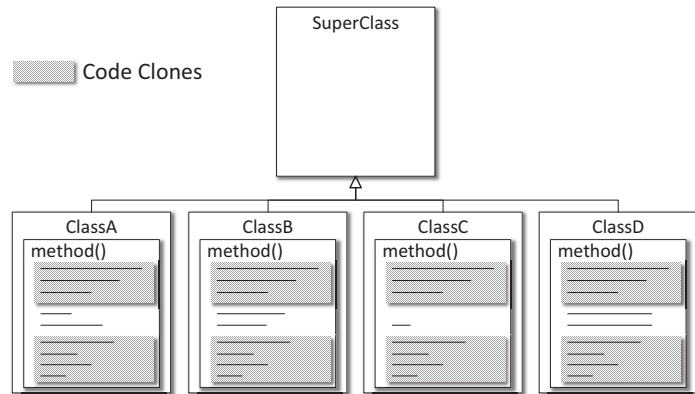 SuperClass
Code Clones
ClassA
method()
ClassB
method()
ClassC
method()
ClassD
method()